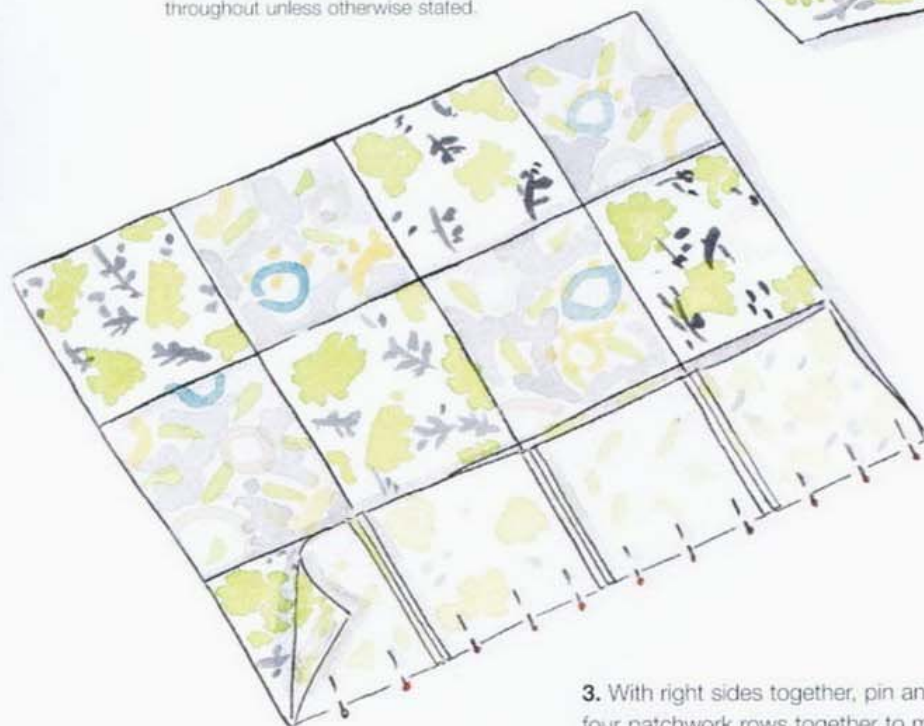 throughout unless otherwise stated.
3. With right sides together, pin an
four patchwork rows together to